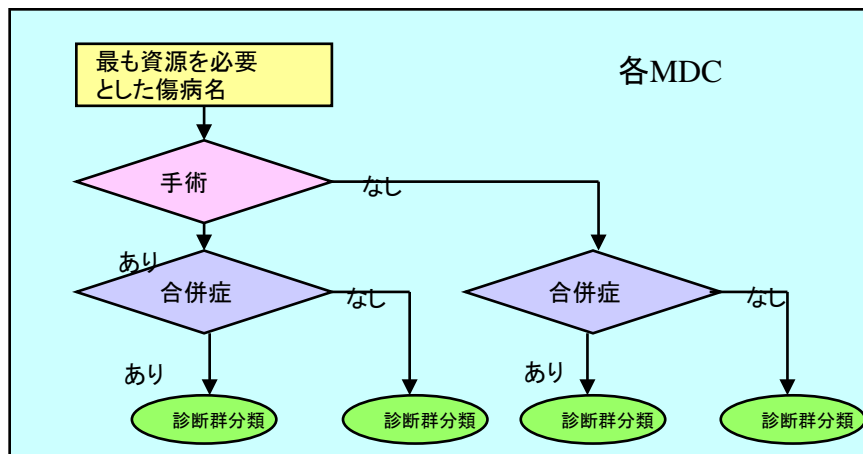 最も資源を必要
とした傷病名
各MDC
手術
なし
あり
合併症
なし
合併症
なし
あり
あり
診断群分類
診断群分類
診断群分類
診断群分類